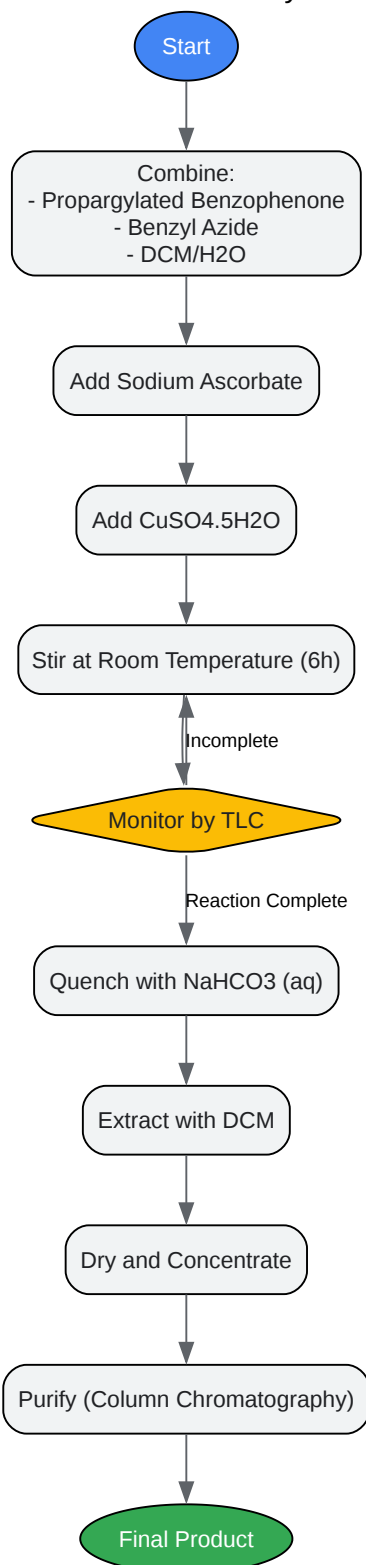 Start
Combine:
- Propargylated Benzophenone
- Benzyl Azide
- DCM/H2O
Add Sodium Ascorbate
Add CuSO4.5H2O
Stir at Room Temperature (6h)
Incomplete
Monitor by TLC
Reaction Complete
Quench with NaHCO3 (aq)
Extract with DCM
Dry and Concentrate
Purify (Column Chromatography)
Final Product